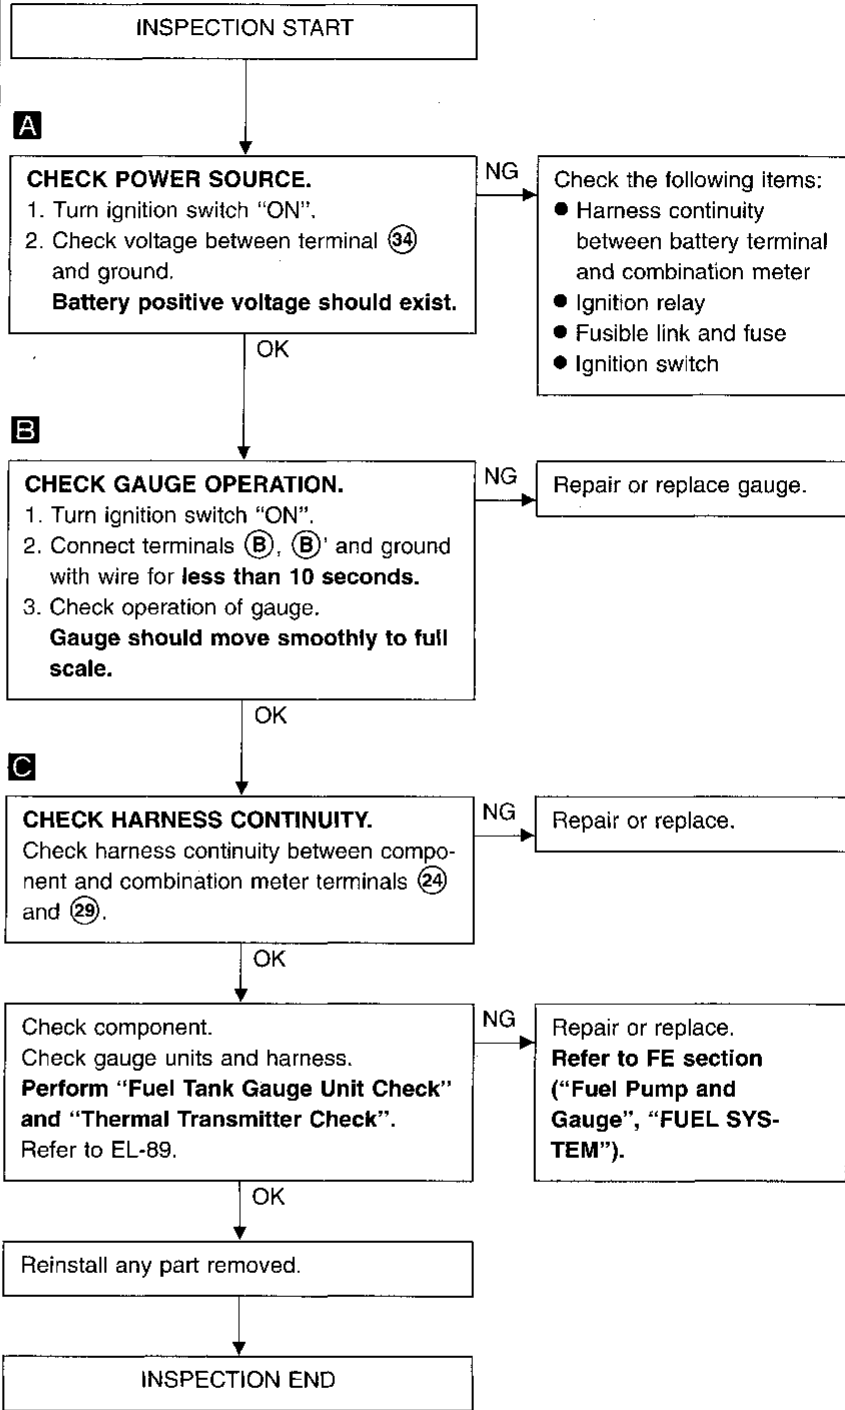 INSPECTION START
A
CHECK POWER SOURCE.
1. Turn ignition switch “ON”.
2. Check voltage between terminal 34
and ground.
Battery positive voltage should exist.
NG
Check the following items:
● Harness continuity
between battery terminal
and combination meter
● Ignition relay
● Fusible link and fuse
● Ignition switch
OK
B
CHECK GAUGE OPERATION.
1. Turn ignition switch “ON”.
2. Connect terminals B, B' and ground
with wire for less than 10 seconds.
3. Check operation of gauge.
Gauge should move smoothly to full
scale.
NG
Repair or replace gauge.
OK
C
CHECK HARNESS CONTINUITY.
Check harness continuity between compo-
nent and combination meter terminals 24
and 29.
NG
Repair or replace.
OK
Check component.
Check gauge units and harness.
Perform “Fuel Tank Gauge Unit Check”
and “Thermal Transmitter Check”.
Refer to EL-89.
NG
Repair or replace.
Refer to FE section
(“Fuel Pump and
Gauge”, “FUEL SYS-
TEM”).
OK
Reinstall any part removed.
INSPECTION END